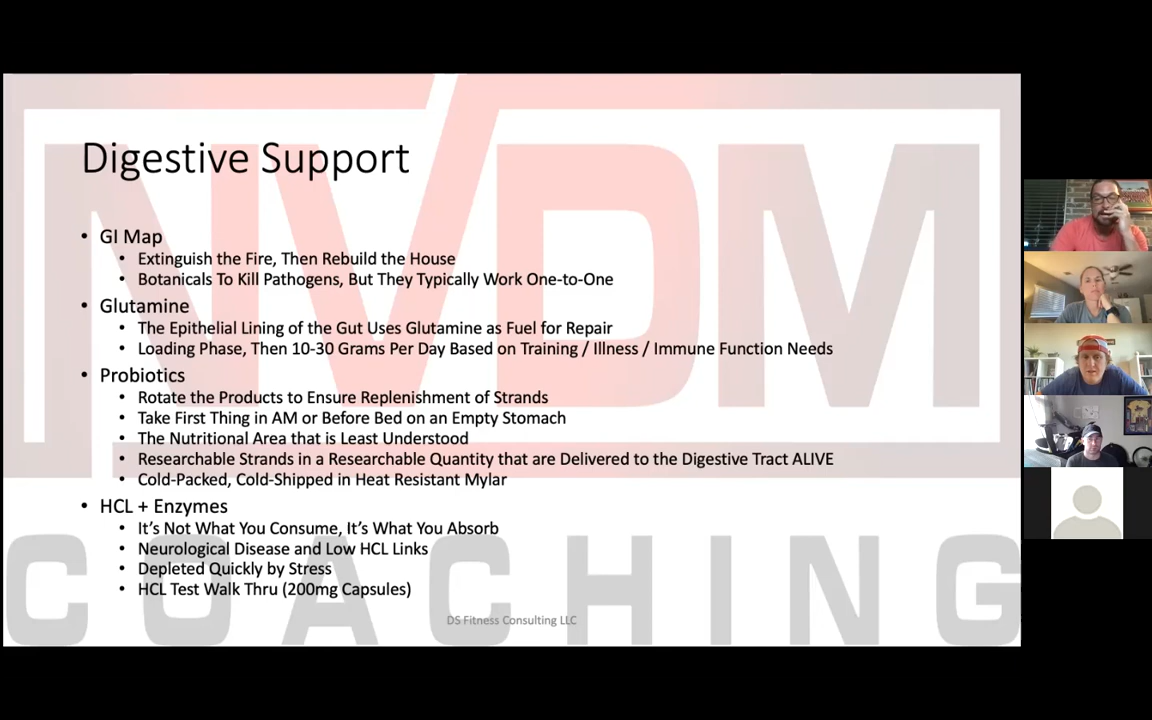 Digestive Support
• GI Map
• Extinguish the Fire, Then Rebuild the House
• Botanicals To Kill Pathogens, But They Typically Work One-to-One
• Glutamine
• The Epithelial Lining of the Gut Uses Glutamine as Fuel for Repair
• Loading Phase, Then 10-30 Grams Per Day Based on Training / Illness / Immune Function Needs
• Probiotics
• Rotate the Products to Ensure Replenishment of Strands
• Take First Thing in AM or Before Bed on an Empty Stomach
• The Nutritional Area that is Least Understood
• Researchable Strands in a Researchable Quantity that are Delivered to the Digestive Tract ALIVE
• Cold-Packed, Cold-Shipped in Heat Resistant Mylar
• HCL + Enzymes
• It’s Not What You Consume, It’s What You Absorb
• Neurological Disease and Low HCL Links
• Depleted Quickly by Stress
• HCL Test Walk Thru (200mg Capsules)
DS Fitness Consulting LLC
NVDM
COACHING